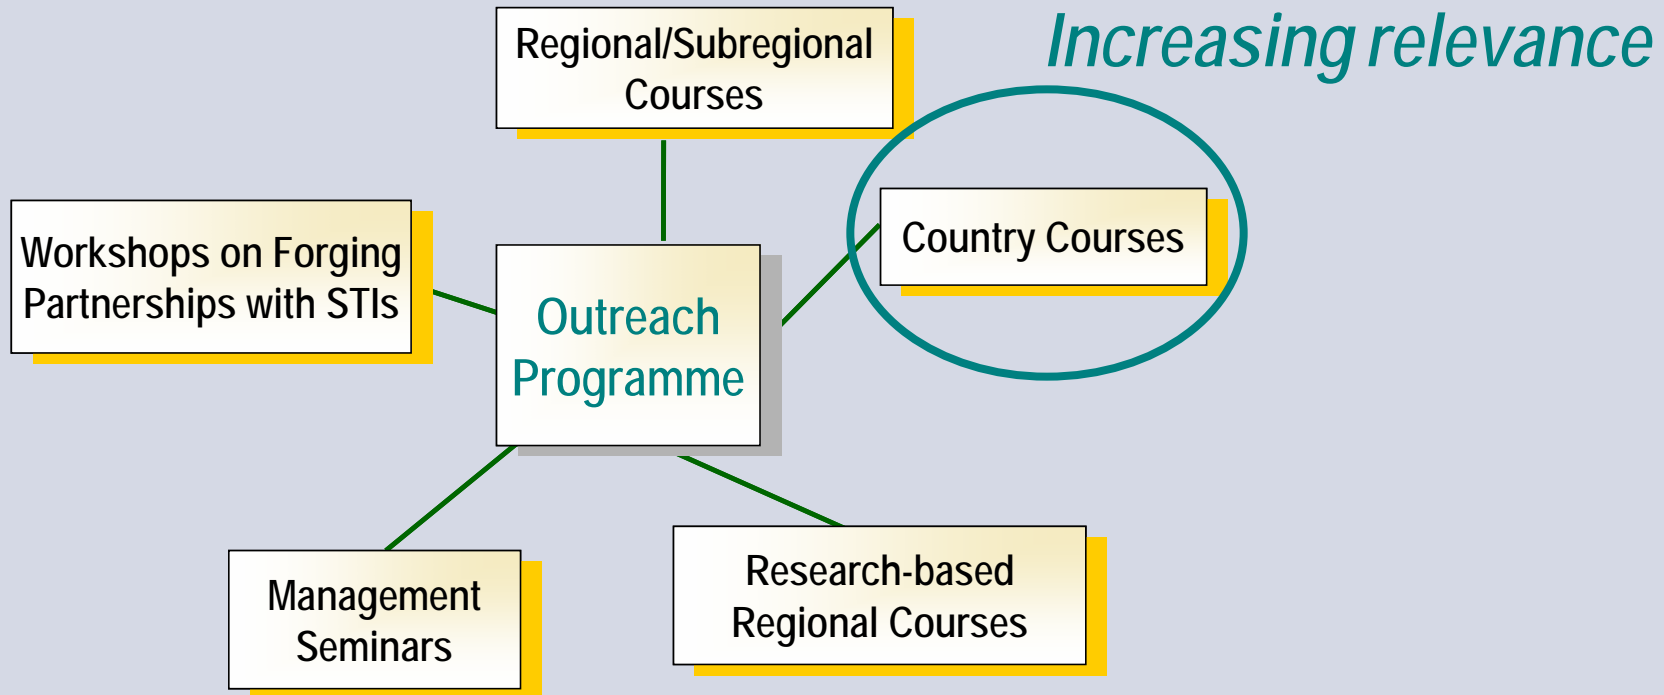 Regional/Subregional
Courses
Increasing relevance
Workshops on Forging
Partnerships with STIs
Country Courses
Outreach
Programme
Management
Seminars
Research-based
Regional Courses